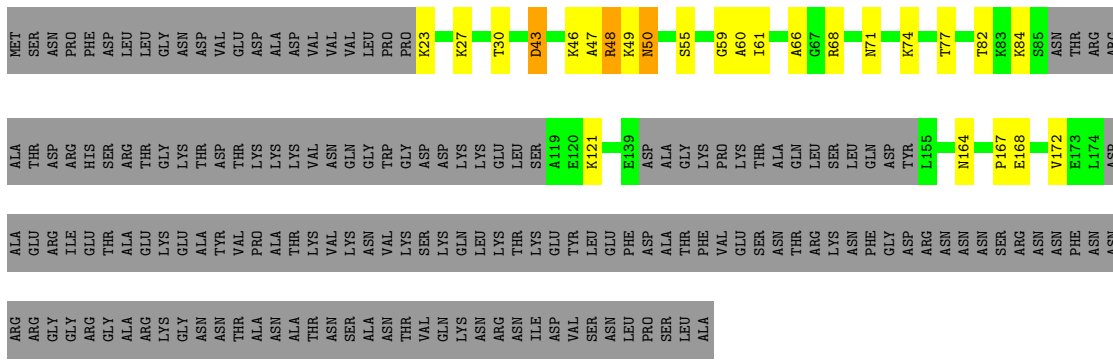 MET SER ASN PRO PHE ASP LEU LEU GLY ASN ASP VAL GLU ASP ALA ASP VAL VAL VAL LEU PRO PRO K23 K27 T30 D43 K46 A47 R48 K49 N50 S55 G59 A60 I61 A66 G67 R68 N71 K74 T77 T82 K83 K84 S85 ASN THR ARG ARG
ALA THR ASP ARG HIS SER ARG THR GLY LYS THR ASP THR LYS LYS LYS VAL ASN GLN GLY TRP GLY ASP ASP LYS LYS GLU LEU SER A119 E120 K121 E139 ASP ALA GLY LYS PRO LYS THR ALA GLN LEU SER LEU GLN ASP TYR L155 N164 P167 E168 V172 E173 L174 ASP
ALA GLU ARG ILE GLU THR ALA GLU LYS GLU ALA TYR VAL PRO ALA THR LYS VAL LYS ASN VAL LYS SER LYS GLN LEU LYS THR LYS GLU TYR LEU GLU PHE ASP ALA THR PHE VAL GLU SER ASN THR ARG LYS ASN PHE GLY ASP ARG ASN ASN ASN SER ARG ASN ASN PHE ASN ASN
ARG ARG GLY GLY ARG GLY ALA ARG LYS GLY ASN ASN THR ALA ASN ALA THR ASN SER ALA ASN THR VAL GLN LYS ASN ARG ASN ILE ASP VAL SER ASN LEU PRO SER LEU ALA